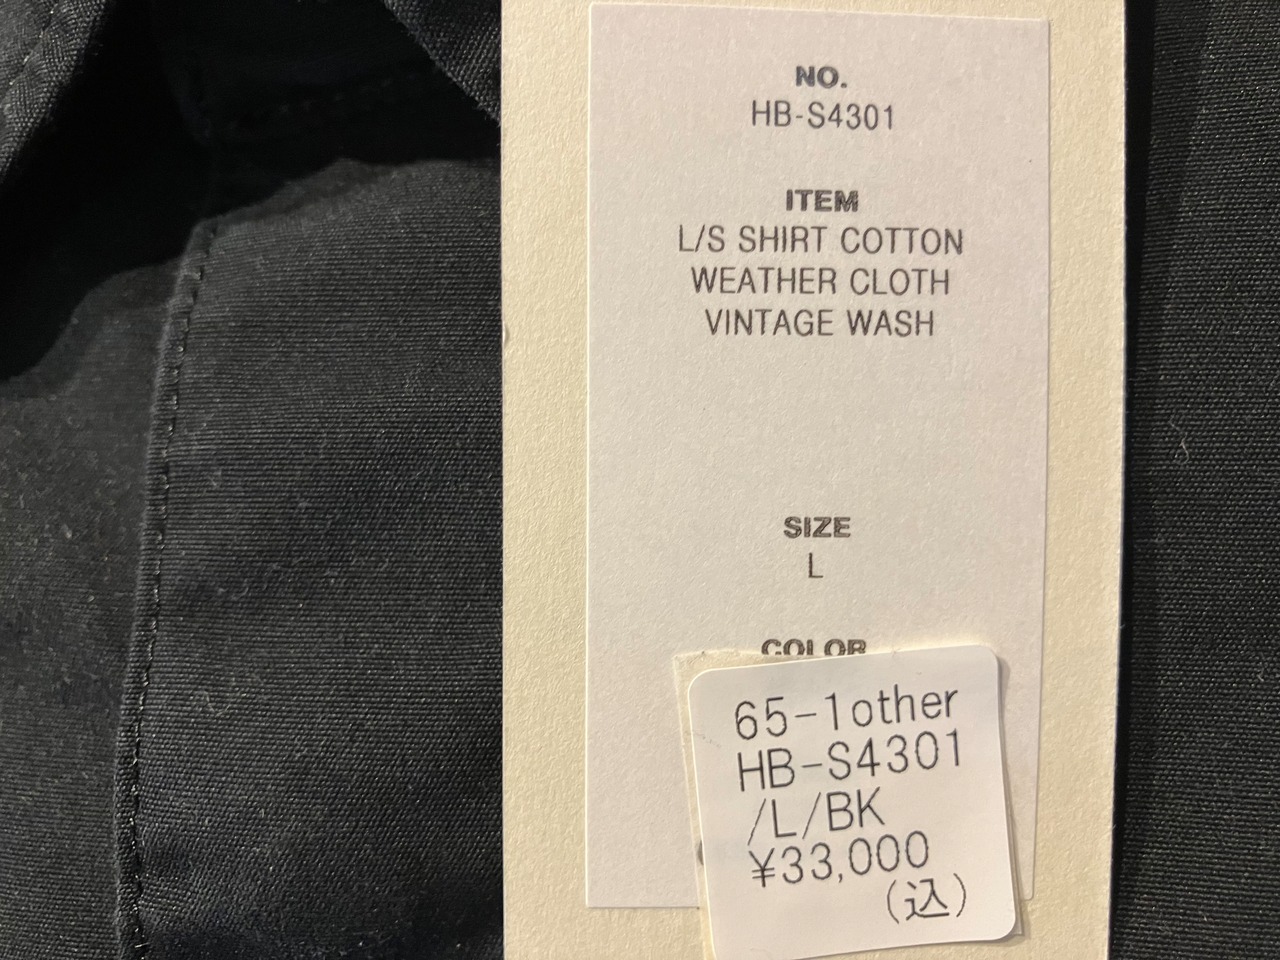 NO.
HB-S4301
ITEM
L/S SHIRT COTTON
WEATHER CLOTH
VINTAGE WASH
SIZE
L
COLOR
65-1other
HB-S4301
/L/BK
¥33,000
(込)